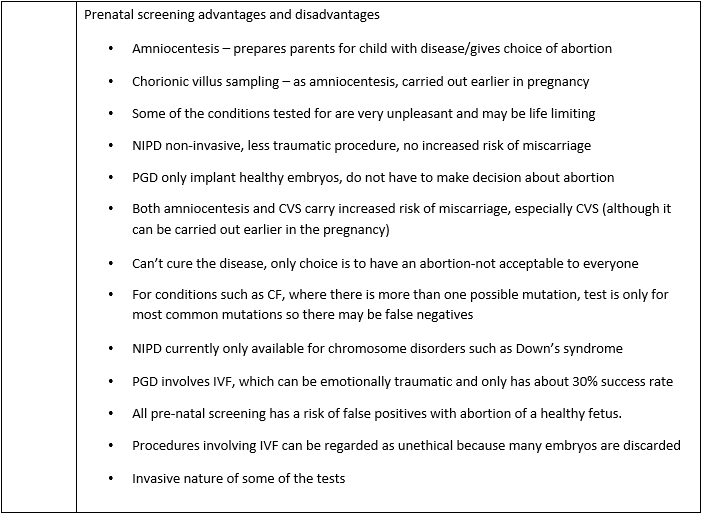 Prenatal screening advantages and disadvantages
• Amniocentesis – prepares parents for child with disease/gives choice of abortion
• Chorionic villus sampling – as amniocentesis, carried out earlier in pregnancy
• Some of the conditions tested for are very unpleasant and may be life limiting
• NIPD non-invasive, less traumatic procedure, no increased risk of miscarriage
• PGD only implant healthy embryos, do not have to make decision about abortion
• Both amniocentesis and CVS carry increased risk of miscarriage, especially CVS (although it
can be carried out earlier in the pregnancy)
• Can’t cure the disease, only choice is to have an abortion-not acceptable to everyone
• For conditions such as CF, where there is more than one possible mutation, test is only for
most common mutations so there may be false negatives
• NIPD currently only available for chromosome disorders such as Down’s syndrome
• PGD involves IVF, which can be emotionally traumatic and only has about 30% success rate
• All pre-natal screening has a risk of false positives with abortion of a healthy fetus.
• Procedures involving IVF can be regarded as unethical because many embryos are discarded
• Invasive nature of some of the tests